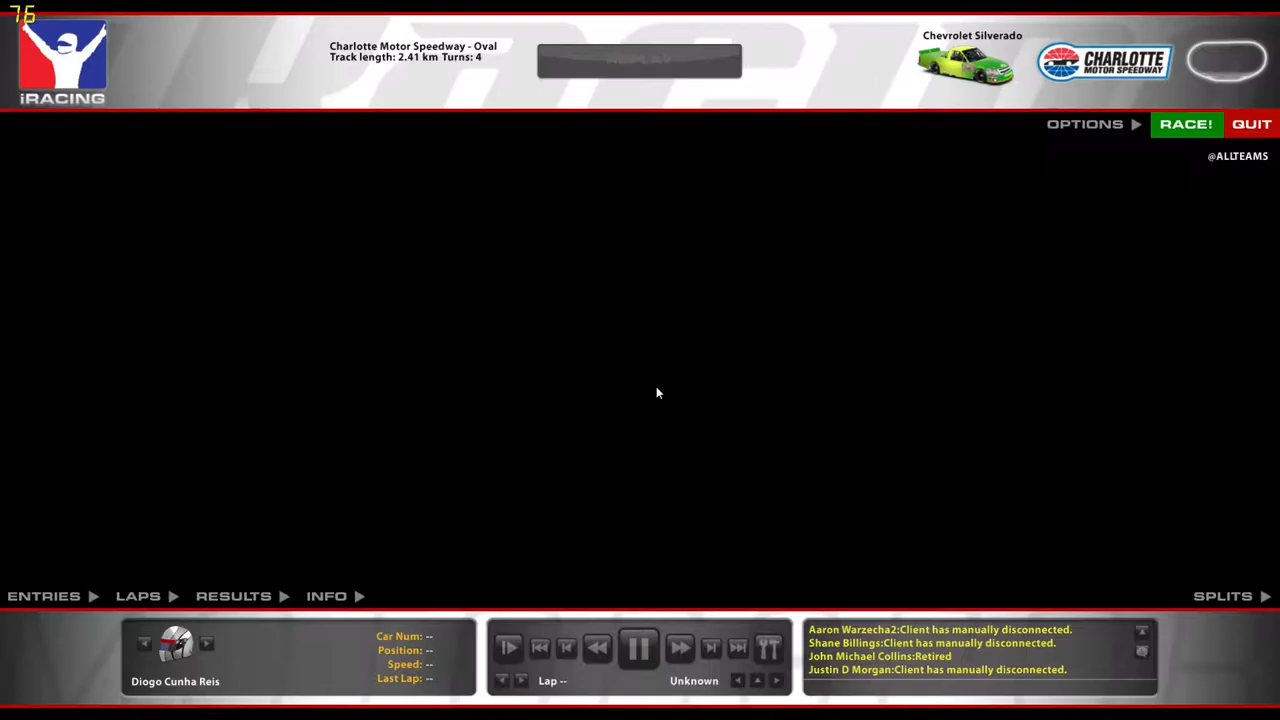 76
iRACING
Charlotte Motor Speedway - Oval
Tracklength: 2.41 km Turns: 4
REPLAY
Chevrolet Silverado
CHARLOTTE
MOTOR SPEEDWAY
OPTIONS
RACE!
QUIT
@ALLTEAMS
ENTRIES
LAPS
RESULTS
INFO
SPLITS
Diogo Cunha Reis
Car Num: --
Position: --
Speed: --
Last Lap: --
Lap --
Unknown
Aaron Warzecha2:Client has manually disconnected.
Shane Billings:Client has manually disconnected.
John Michael Collins:Retired
Justin D Morgan:Client has manually disconnected.